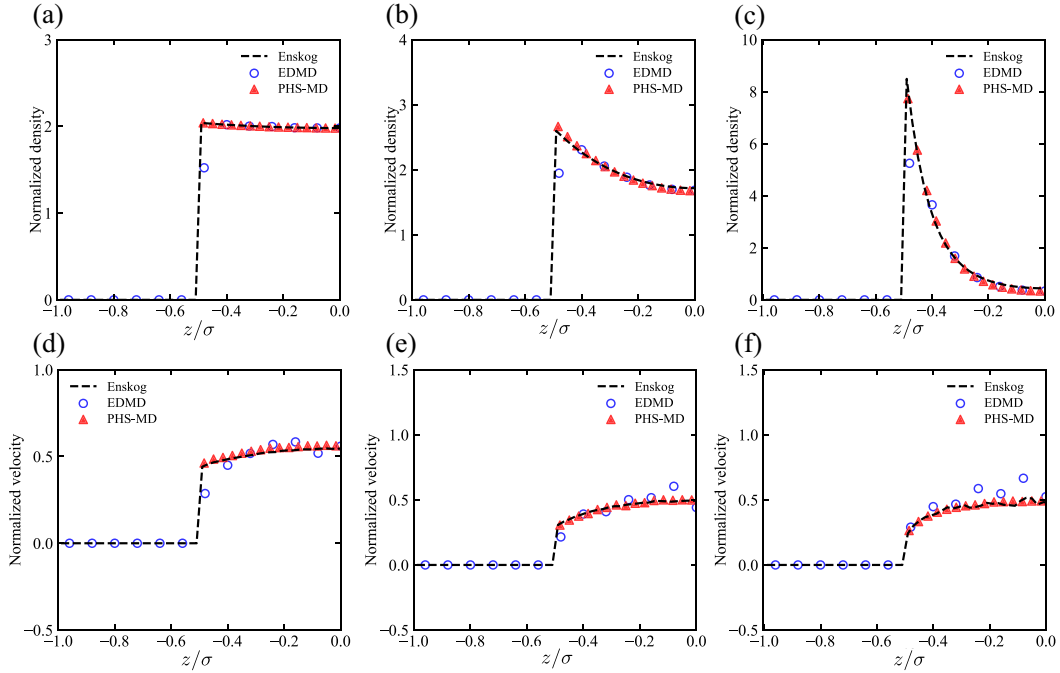 (a)
(b)
(c)
Normalized density
3
2
1
0
Enskog
EDMD
PHS-MD
−1.0 −0.8 −0.6 −0.4 −0.2 0.0
z/σ
Normalized density
4
3
2
1
0
Enskog
EDMD
PHS-MD
−1.0 −0.8 −0.6 −0.4 −0.2 0.0
z/σ
Normalized density
10
8
6
4
2
0
Enskog
EDMD
PHS-MD
−1.0 −0.8 −0.6 −0.4 −0.2 0.0
z/σ
(d)
(e)
(f)
Normalized velocity
1.0
0.5
0.0
−0.5
Enskog
EDMD
PHS-MD
−1.0 −0.8 −0.6 −0.4 −0.2 0.0
z/σ
Normalized velocity
1.5
1.0
0.5
0.0
−0.5
Enskog
EDMD
PHS-MD
−1.0 −0.8 −0.6 −0.4 −0.2 0.0
z/σ
Normalized velocity
1.5
1.0
0.5
0.0
−0.5
Enskog
EDMD
PHS-MD
−1.0 −0.8 −0.6 −0.4 −0.2 0.0
z/σ